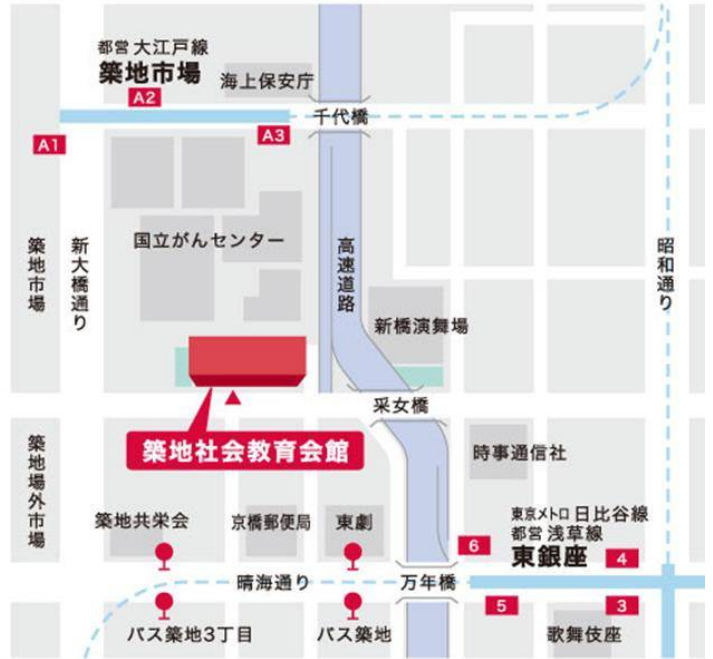 都営 大江戸線
築地市場
海上保安庁
A2
A1
A3
千代橋
国立がんセンター
築地市場
新大橋通り
高速道路
昭和通り
新橋演舞場
采女橋
築地社会教育会館
築地場外市場
時事通信社
築地共栄会
京橋郵便局
東劇
東京メトロ 日比谷線
都営 浅草線
東銀座
6
4
晴海通り
万年橋
5
3
バス築地3丁目
バス築地
歌舞伎座